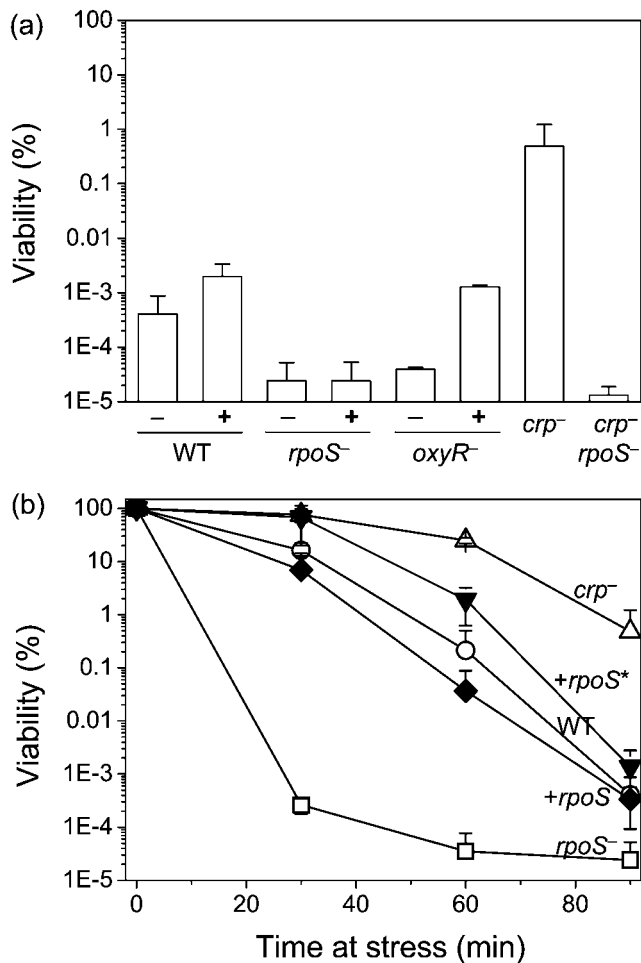 (a)
Viability (%)
100
10
1
0.1
0.01
1E-3
1E-4
1E-5
– + – + – + crp⁻ crp⁻
WT rpoS⁻ oxyR⁻ rpoS⁻
(b)
Viability (%)
100
10
1
0.1
0.01
1E-3
1E-4
1E-5
crp⁻
+rpoS*
WT
+rpoS
rpoS⁻
0 20 40 60 80
Time at stress (min)